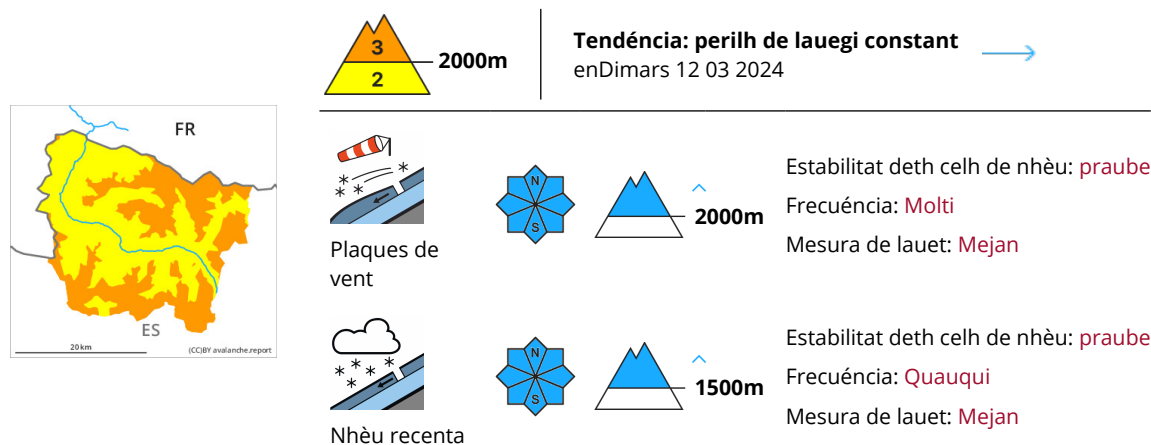 3
2
2000m
Tendéncia: perilh de lauegi constant
enDimars 12 03 2024
FR
ES
20 km
(CC)BY avalanche.report
Plaques de
vent
N
S
2000m
Estabilitat deth celh de nhèu: praube
Frecuéncia: Molti
Mesura de lauet: Mejan
Nhèu recenta
N
S
1500m
Estabilitat deth celh de nhèu: praube
Frecuéncia: Quauqui
Mesura de lauet: Mejan